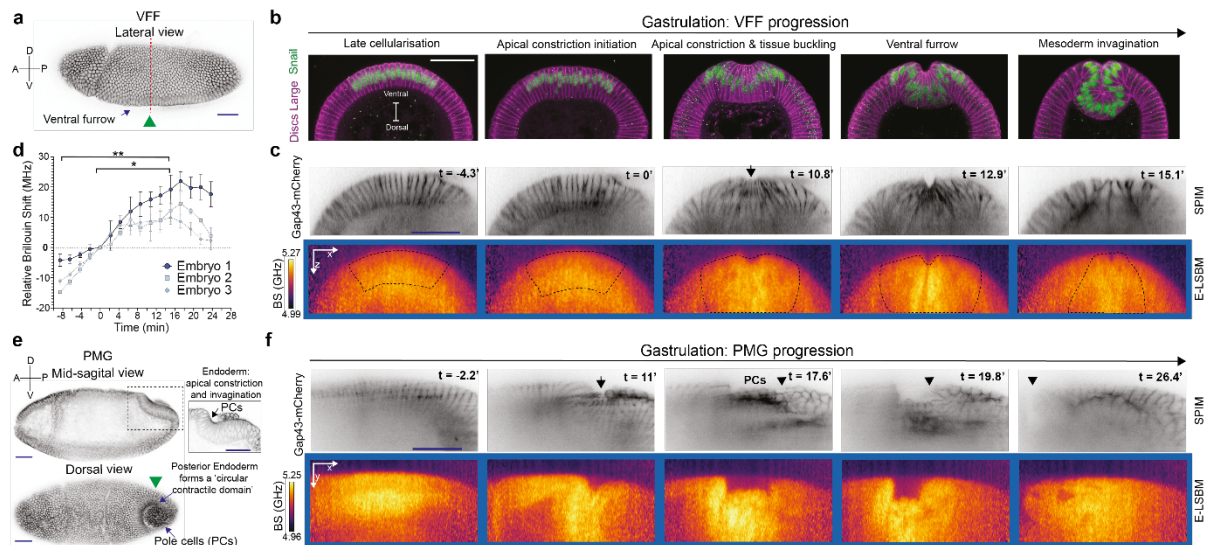 a
VFF
Lateral view
D
A
P
V
Ventral furrow
b
Gastrulation: VFF progression
Late cellularisation
Apical constriction initiation
Apical constriction & tissue buckling
Ventral furrow
Mesoderm invagination
Discs Large Snail
Ventral
Dorsal
c
Gap43-mCherry
t = -4.3'
t = 0'
t = 10.8'
t = 12.9'
t = 15.1'
SPIM
BS (GHz)
5.27
4.99
x
z
E-LSBM
d
Relative Brillouin Shift (MHz)
30
20
10
0
-10
-20
**
*
Embryo 1
Embryo 2
Embryo 3
-8 -4 0 4 8 12 16 20 24 28
Time (min)
e
PMG
Mid-sagital view
D
A
P
V
Endoderm:
apical constriction
and invagination
PCs
Dorsal view
Posterior Endoderm
forms a 'circular
contractile domain'
Pole cells (PCs)
f
Gastrulation: PMG progression
Gap43-mCherry
t = -2.2'
t = 11'
PCs
t = 17.6'
t = 19.8'
t = 26.4'
SPIM
BS (GHz)
5.25
4.96
x
y
E-LSBM